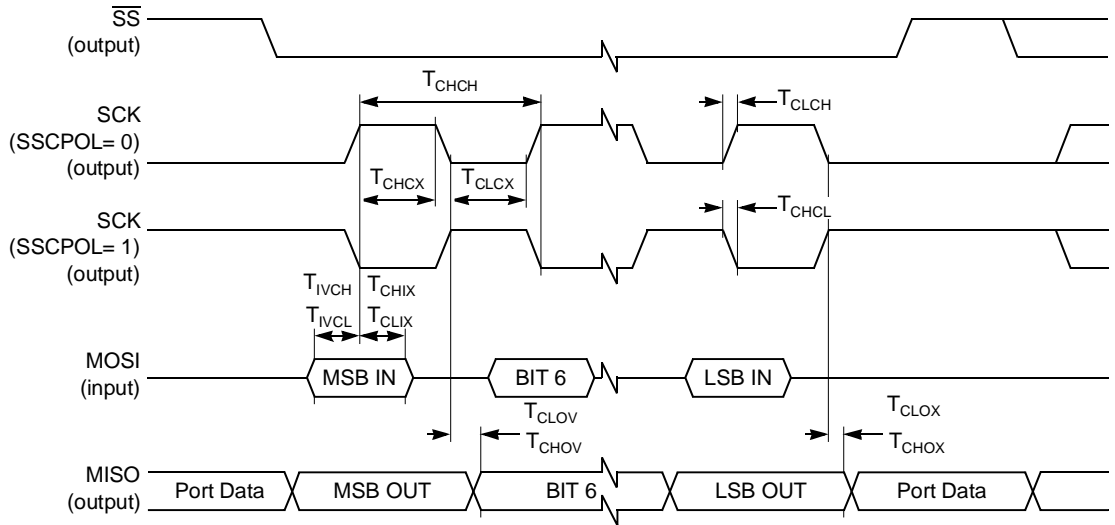 SS
(output)
T_CHCH
T_CLCH
SCK
(SSCPOL= 0)
(output)
T_CHCX
T_CLCX
T_CHCL
SCK
(SSCPOL= 1)
(output)
T_IVCH
T_CHIX
T_IVCL
T_CLIX
MOSI
(input)
MSB IN
BIT 6
LSB IN
T_CLOV
T_CLOX
T_CHOV
T_CHOX
MISO
(output)
Port Data
MSB OUT
BIT 6
LSB OUT
Port Data